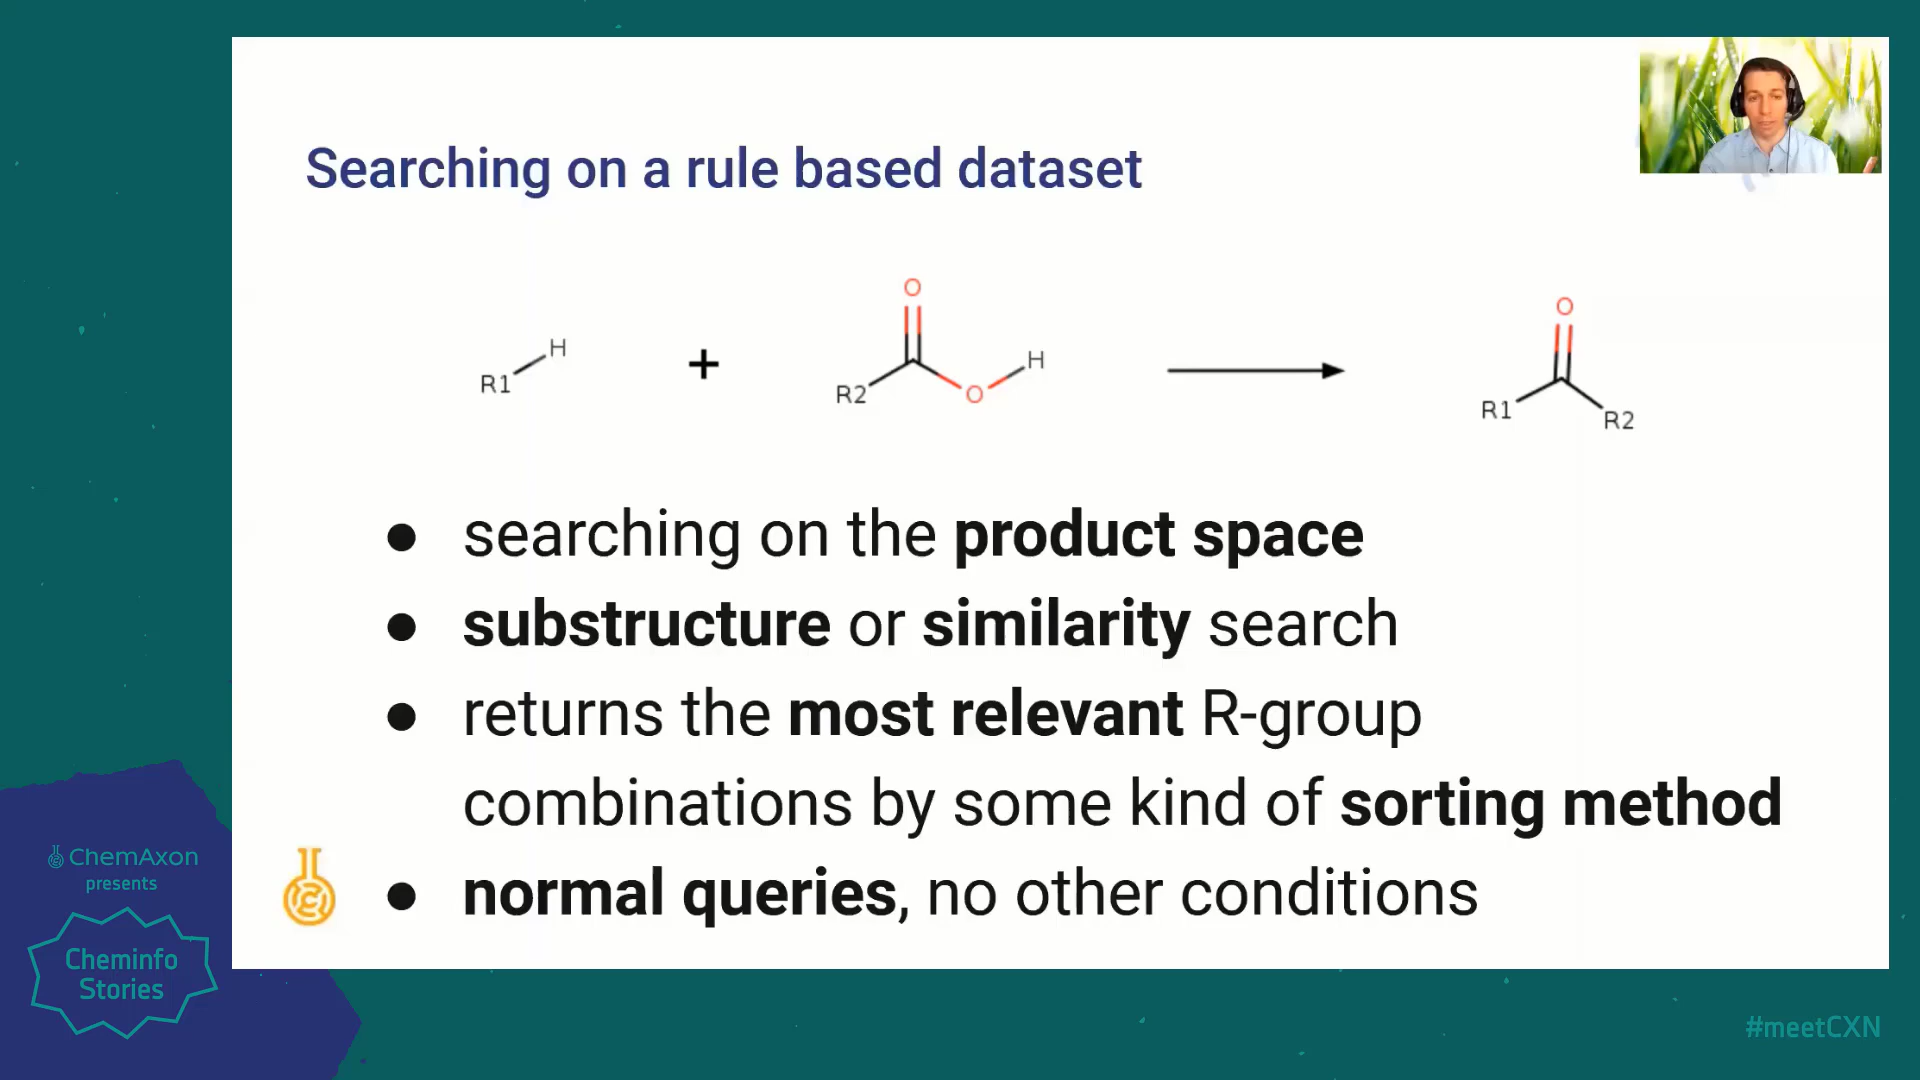 Searching on a rule based dataset
R1 H + R2 O O H R1 O R2
● searching on the product space
● substructure or similarity search
● returns the most relevant R-group
combinations by some kind of sorting method
● normal queries, no other conditions
ChemAxon
presents
Cheminfo
Stories
#meetCXN